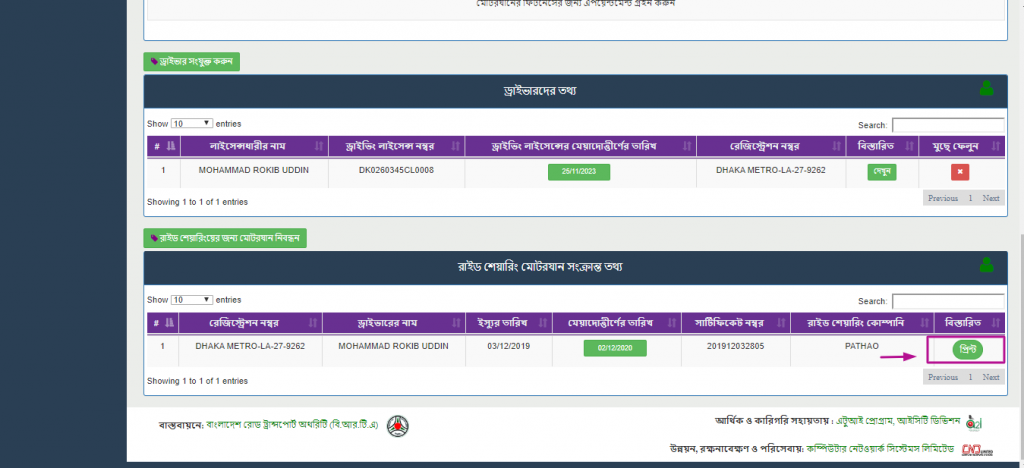 মোটরযানের ফিটনেসের জন্য এপয়েন্টমেন্ট গ্রহন করুন
ড্রাইভার সংযুক্ত করুন
ড্রাইভারদের তথ্য
Show 10 entries Search:
# লাইসেন্সধারীর নাম ড্রাইভিং লাইসেন্স নম্বর ড্রাইভিং লাইসেন্সের মেয়াদোত্তীর্ণের তারিখ রেজিস্ট্রেশন নম্বর বিস্তারিত মুছে ফেলুন
1 MOHAMMAD ROKIB UDDIN DK0260345CL0008 25/11/2023 DHAKA METRO-LA-27-9262 দেখুন
Showing 1 to 1 of 1 entries Previous 1 Next
রাইড শেয়ারিংয়ের জন্য মোটরযান নিবন্ধন
রাইড শেয়ারিং মোটরযান সংক্রান্ত তথ্য
Show 10 entries Search:
# রেজিস্ট্রেশন নম্বর ড্রাইভারের নাম ইস্যুর তারিখ মেয়াদোত্তীর্ণের তারিখ সার্টিফিকেট নম্বর রাইড শেয়ারিং কোম্পানি বিস্তারিত
1 DHAKA METRO-LA-27-9262 MOHAMMAD ROKIB UDDIN 03/12/2019 02/12/2020 201912032805 PATHAO প্রিন্ট
Showing 1 to 1 of 1 entries Previous 1 Next
বাস্তবায়নে: বাংলাদেশ রোড ট্রান্সপোর্ট অথরিটি (বি.আর.টি.এ) আর্থিক ও কারিগরি সহায়তায় : এটুআই প্রোগ্রাম, আইসিটি ডিভিশন
উন্নয়ন, রক্ষনাবেক্ষণ ও পরিসেবায়: কম্পিউটার নেটওয়ার্ক সিস্টেমস লিমিটেড